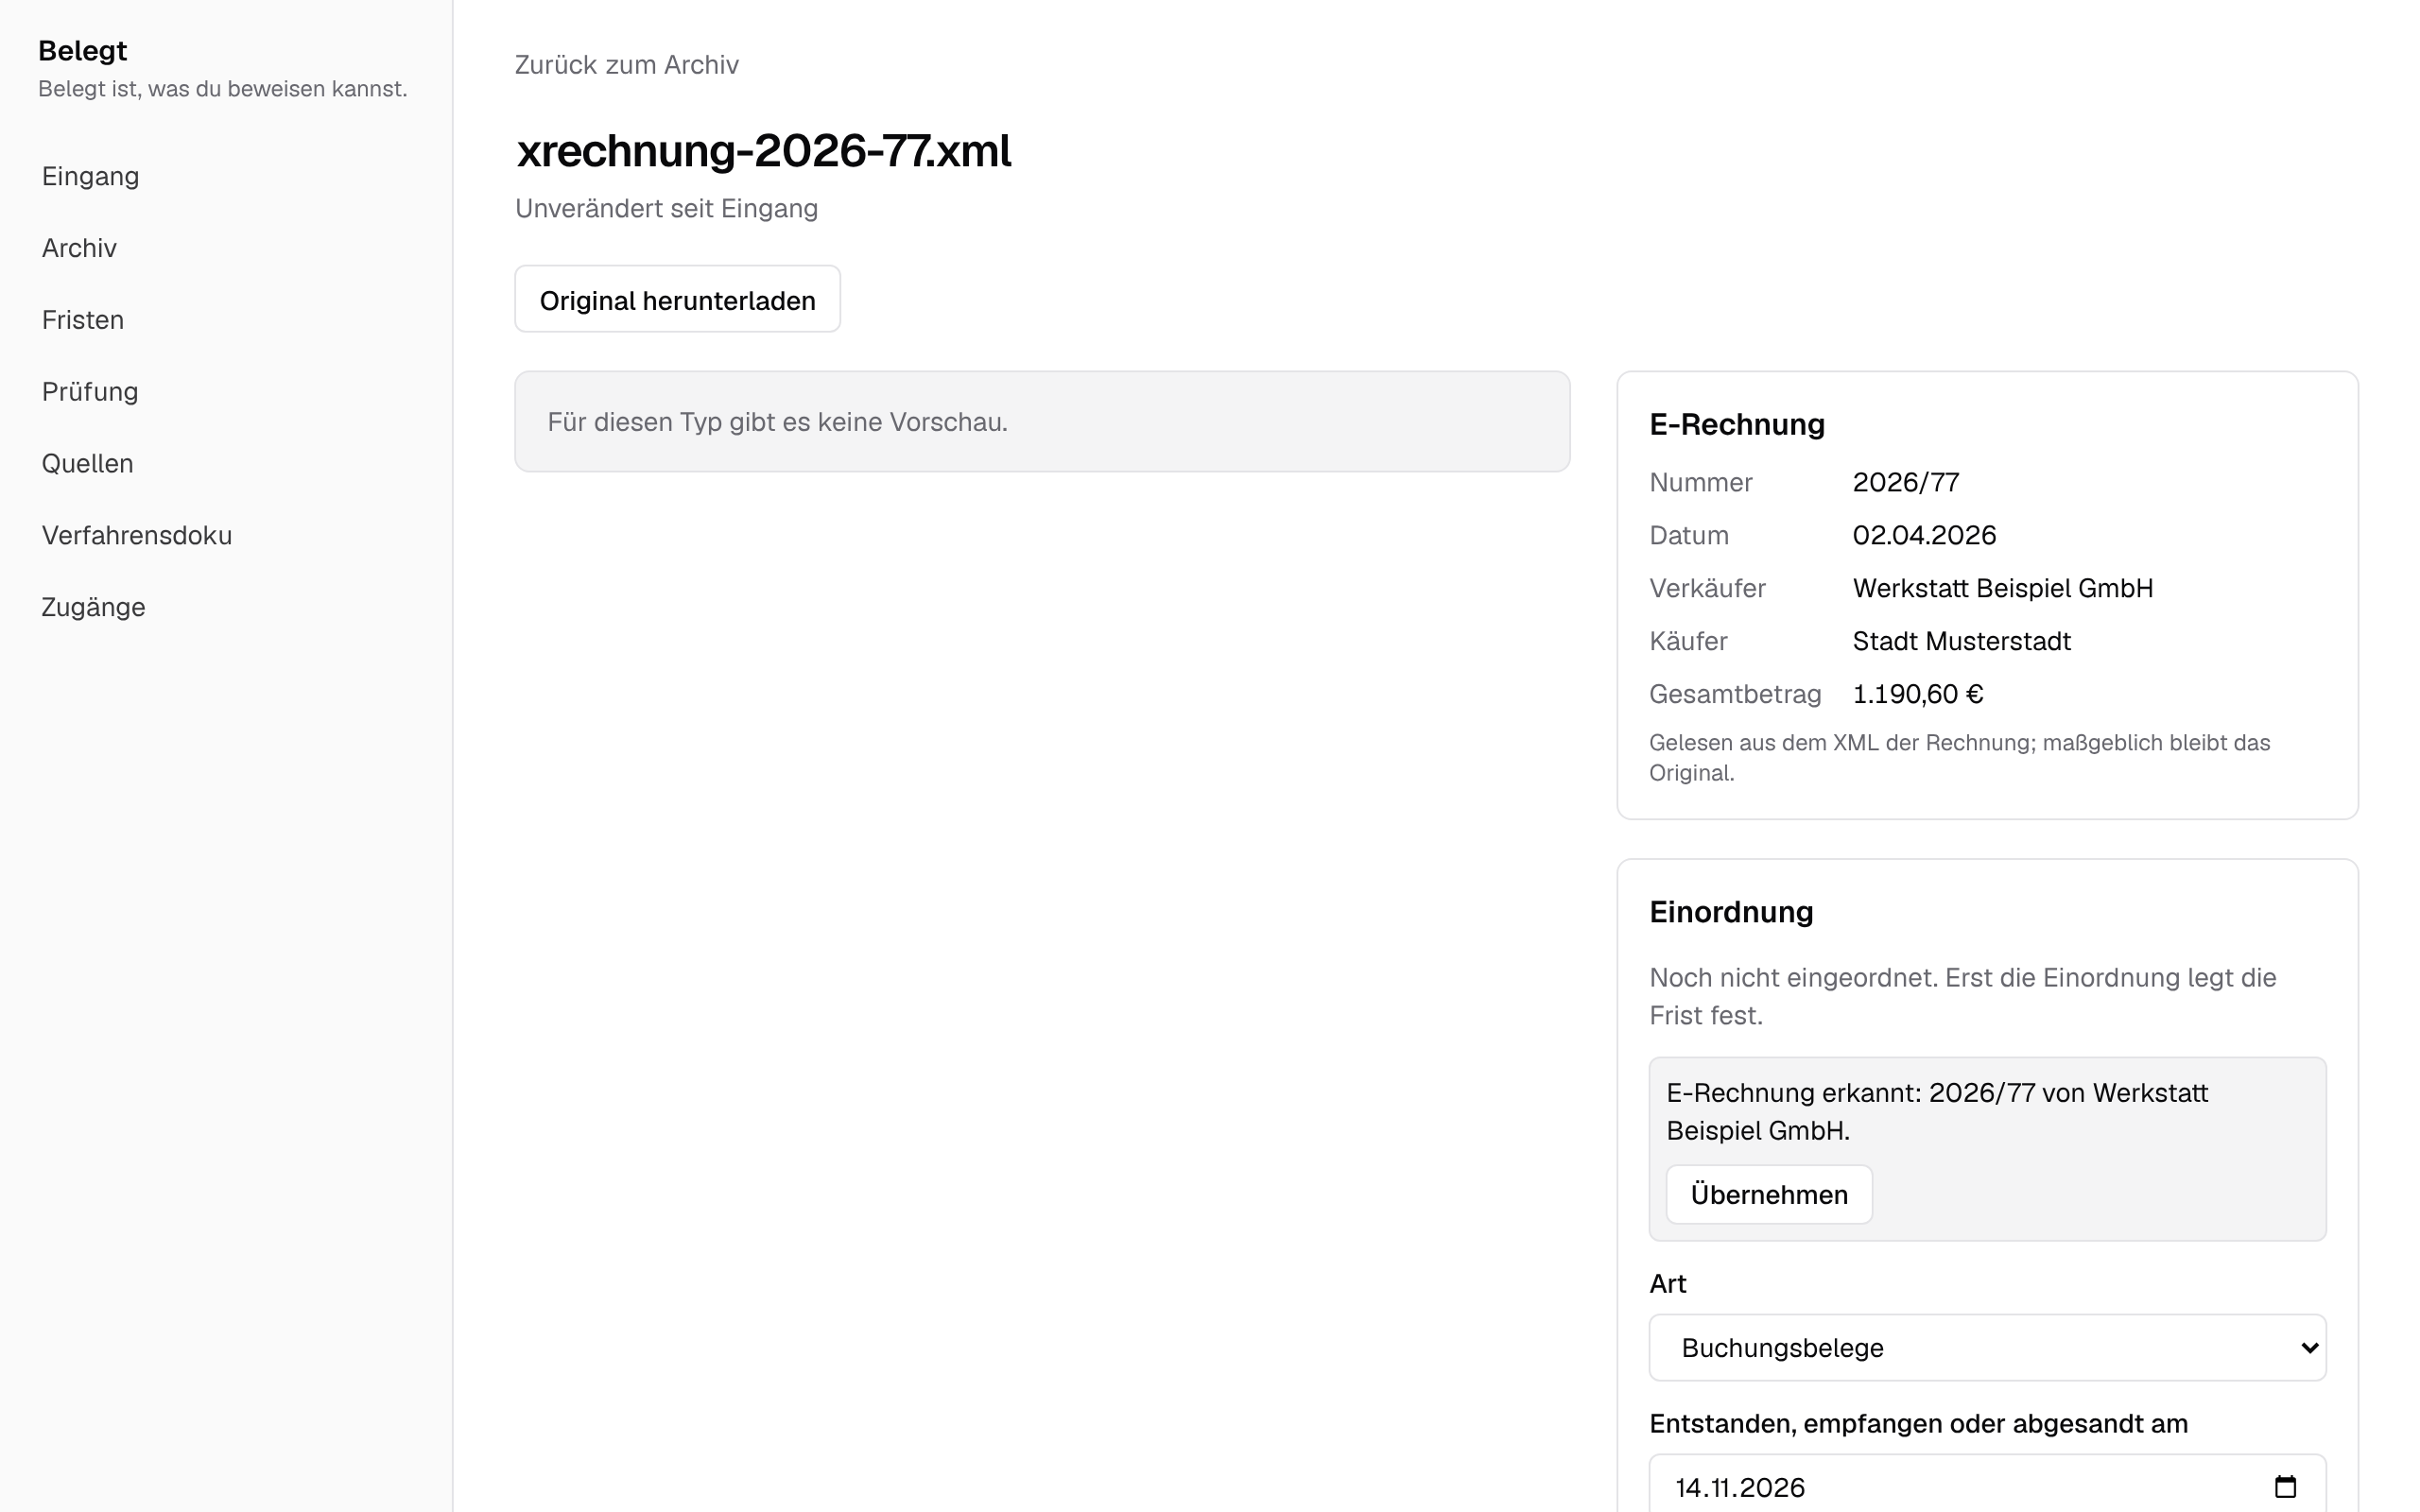 Belegt
Belegt ist, was du beweisen kannst.
Eingang
Archiv
Fristen
Prüfung
Quellen
Verfahrensdoku
Zugänge
Zurück zum Archiv
xrechnung-2026-77.xml
Unverändert seit Eingang
Original herunterladen
Für diesen Typ gibt es keine Vorschau.
E-Rechnung
Nummer 2026/77
Datum 02.04.2026
Verkäufer Werkstatt Beispiel GmbH
Käufer Stadt Musterstadt
Gesamtbetrag 1.190,60 €
Gelesen aus dem XML der Rechnung; maßgeblich bleibt das
Original.
Einordnung
Noch nicht eingeordnet. Erst die Einordnung legt die
Frist fest.
E-Rechnung erkannt: 2026/77 von Werkstatt
Beispiel GmbH.
Übernehmen
Art
Buchungsbelege
Entstanden, empfangen oder abgesandt am
14.11.2026